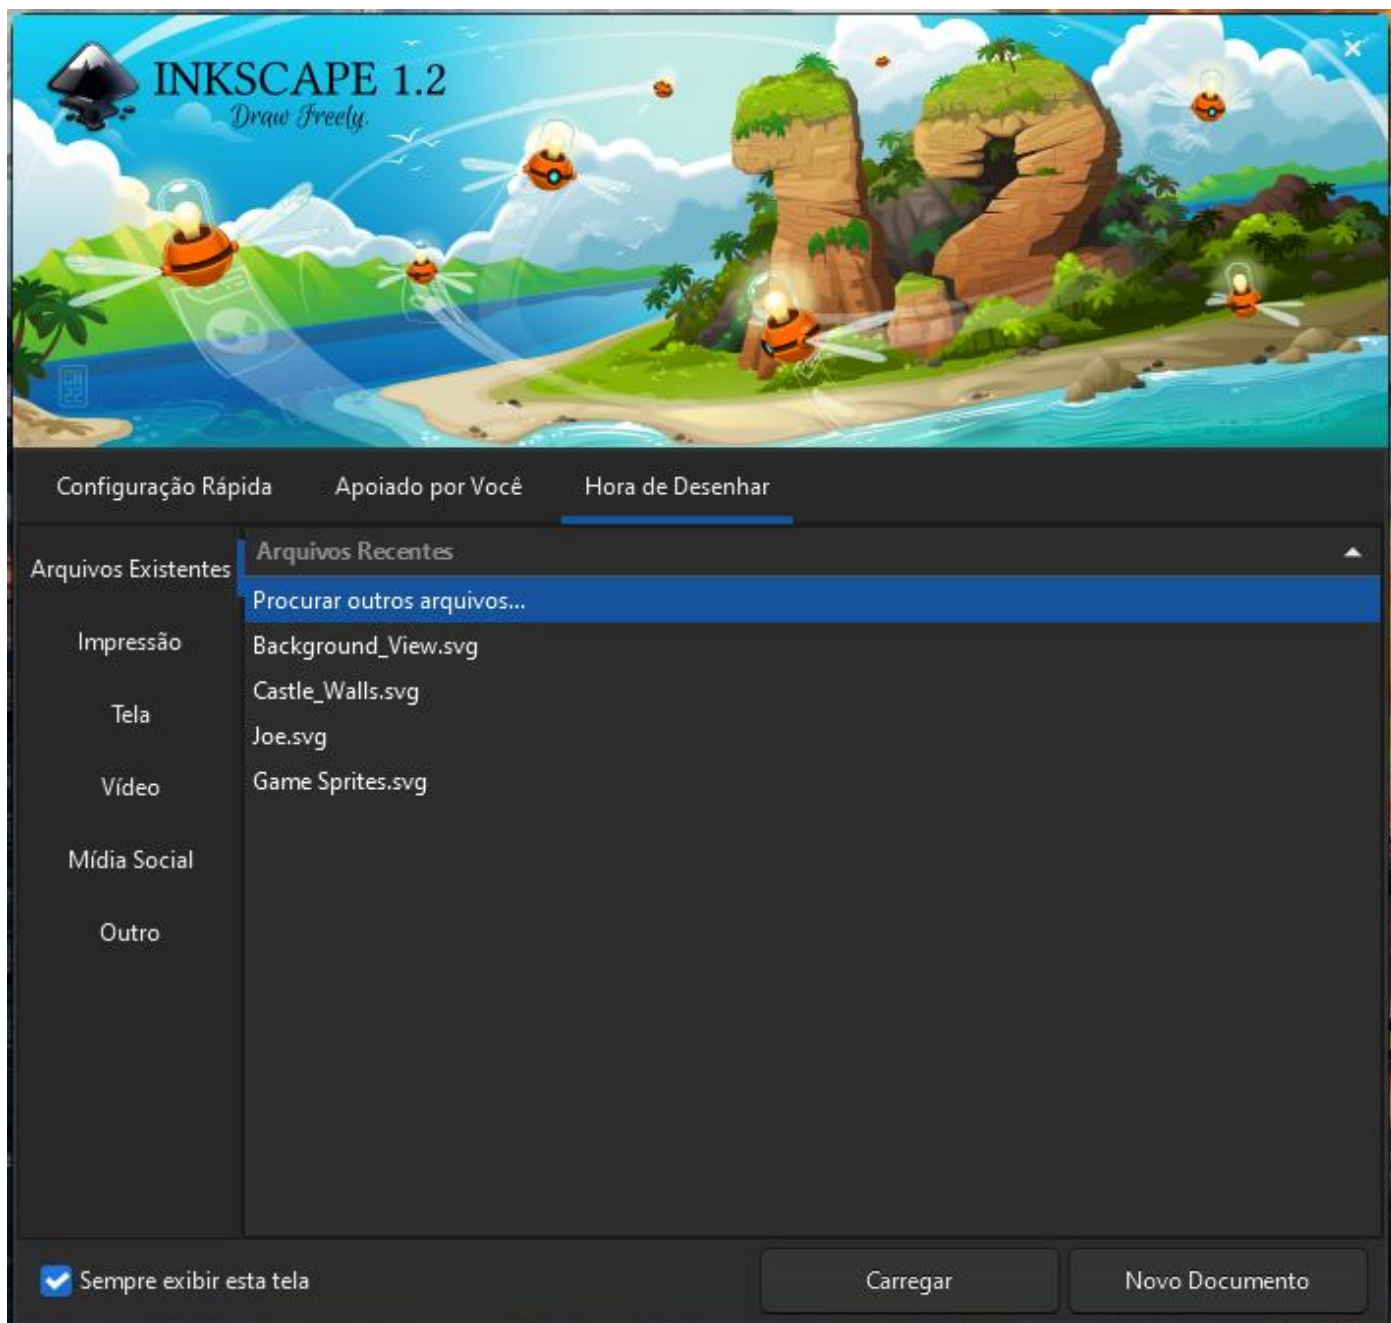 INKSCAPE 1.2
Draw Freely.
CH
22
Configuração Rápida Apoiado por Você Hora de Desenhar
Arquivos Existentes
Impressão
Tela
Vídeo
Mídia Social
Outro
Arquivos Recentes
Procurar outros arquivos...
Background_View.svg
Castle_Walls.svg
Joe.svg
Game Sprites.svg
Sempre exibir esta tela
Carregar
Novo Documento